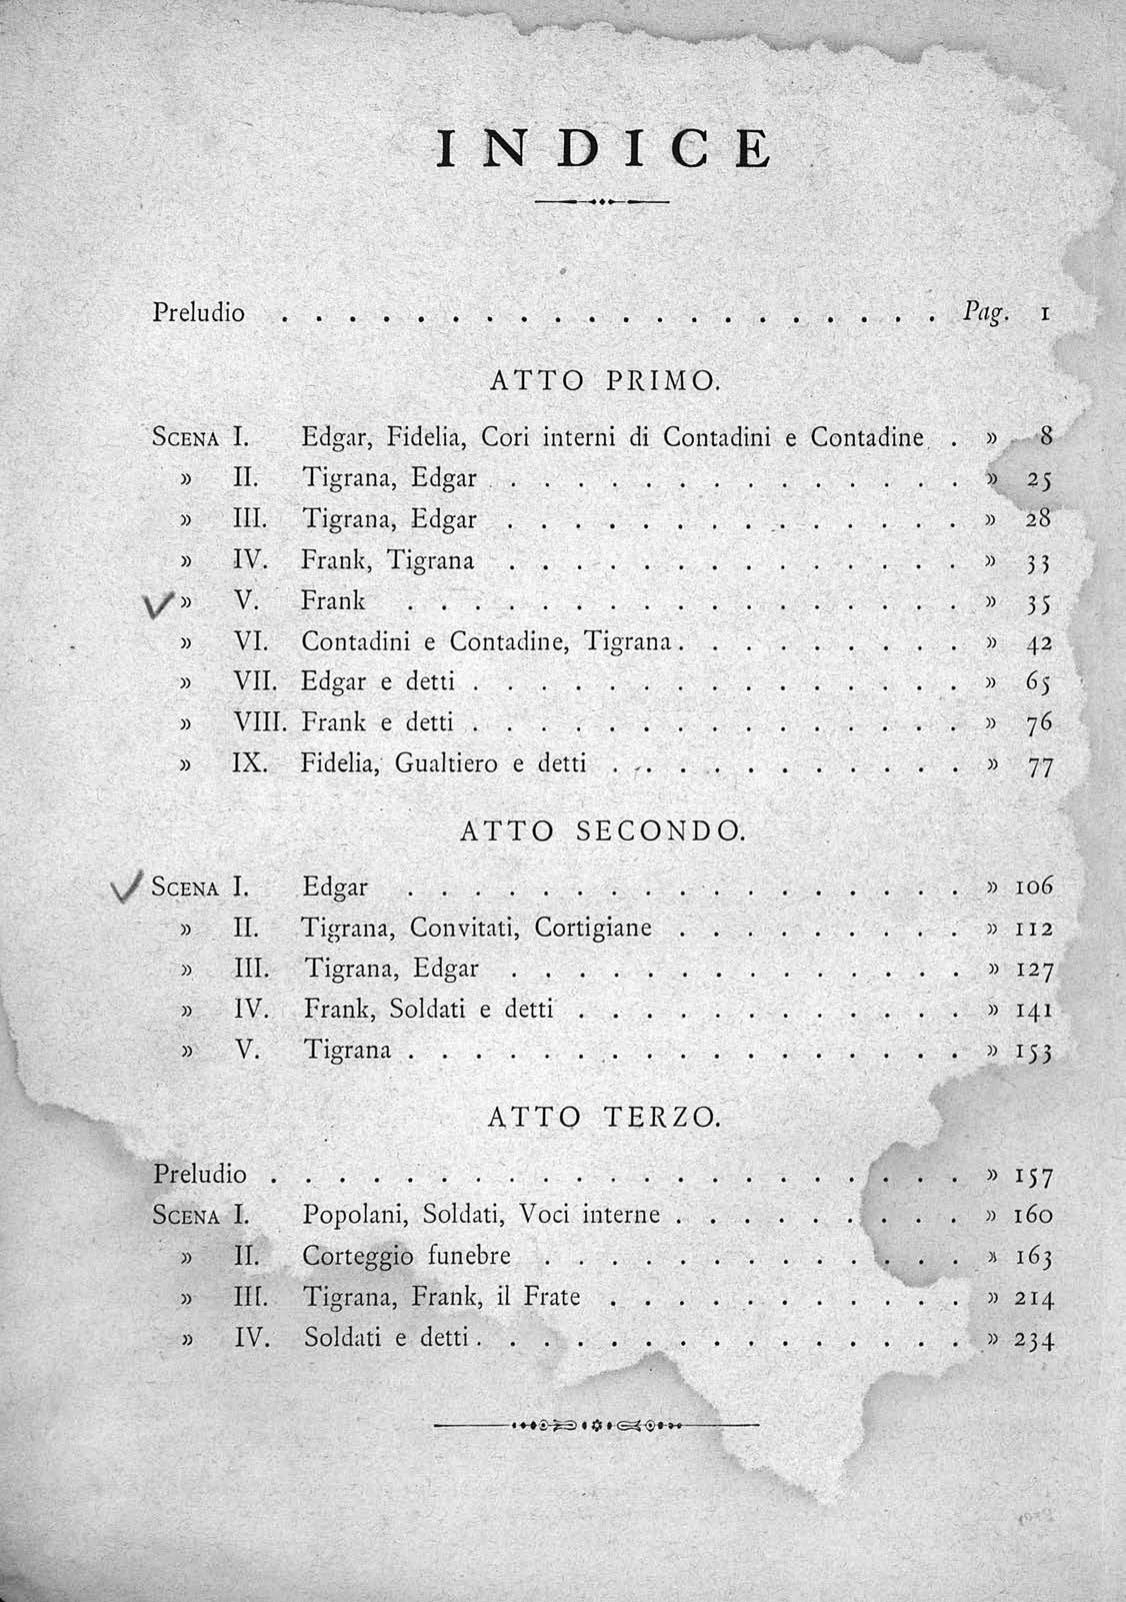 INDICE
Preludio . . . . . . . . . . . . . . . . . . . . Pag. 1
ATTO PRIMO.
SCENA I. Edgar, Fidelia, Cori interni di Contadini e Contadine . » 8
» II. Tigrana, Edgar . . . . . . . . . . . . . . » 25
» III. Tigrana, Edgar . . . . . . . . . . . . . . » 28
» IV. Frank, Tigrana . . . . . . . . . . . . . . » 33
» V. Frank . . . . . . . . . . . . . . . . . » 35
» VI. Contadini e Contadine, Tigrana . . . . . . . . . » 42
» VII. Edgar e detti . . . . . . . . . . . . . . . » 65
» VIII. Frank e detti . . . . . . . . . . . . . . . » 76
» IX. Fidelia, Gualtiero e detti . . . . . . . . . . . » 77
ATTO SECONDO.
SCENA I. Edgar . . . . . . . . . . . . . . . . . » 106
» II. Tigrana, Convitati, Cortigiane . . . . . . . . . » 112
» III. Tigrana, Edgar . . . . . . . . . . . . . . » 127
» IV. Frank, Soldati e detti . . . . . . . . . . . . » 141
» V. Tigrana . . . . . . . . . . . . . . . . . » 153
ATTO TERZO.
Preludio . . . . . . . . . . . . . . . . . . . . . » 157
SCENA I. Popolani, Soldati, Voci interne . . . . . . . . . » 160
» II. Corteggio funebre . . . . . . . . . . . . . » 163
» III. Tigrana, Frank, il Frate . . . . . . . . . . . » 214
» IV. Soldati e detti . . . . . . . . . . . . . . . » 234